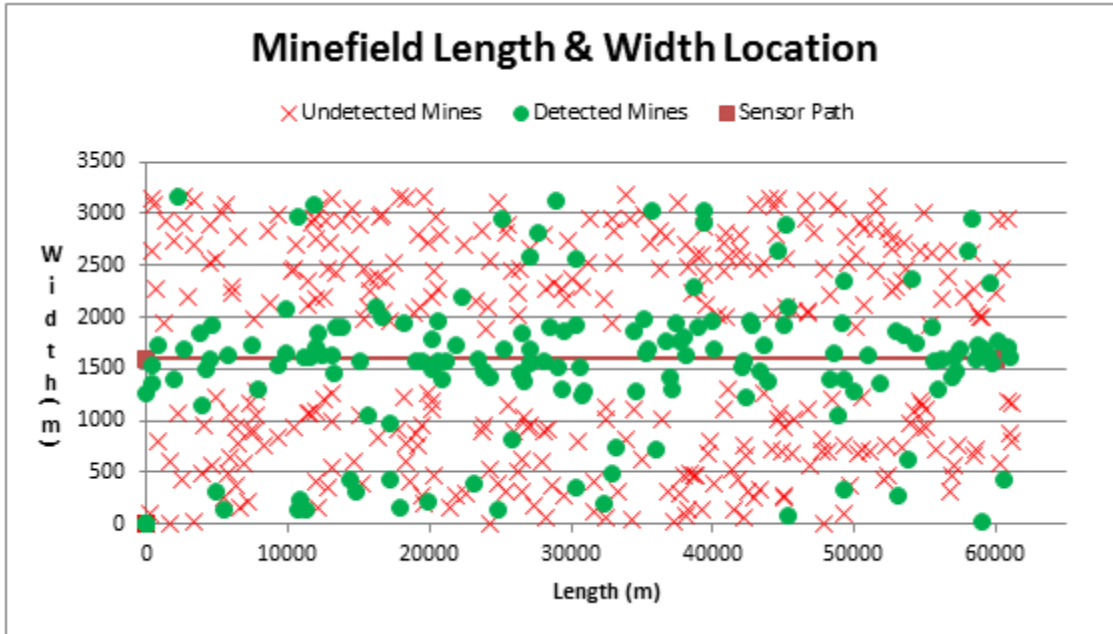 Minefield Length & Width Location
Undetected Mines Detected Mines Sensor Path
3500
3000
2500
2000
1500
1000
500
0
Width(m)
0 10000 20000 30000 40000 50000 60000
Length (m)